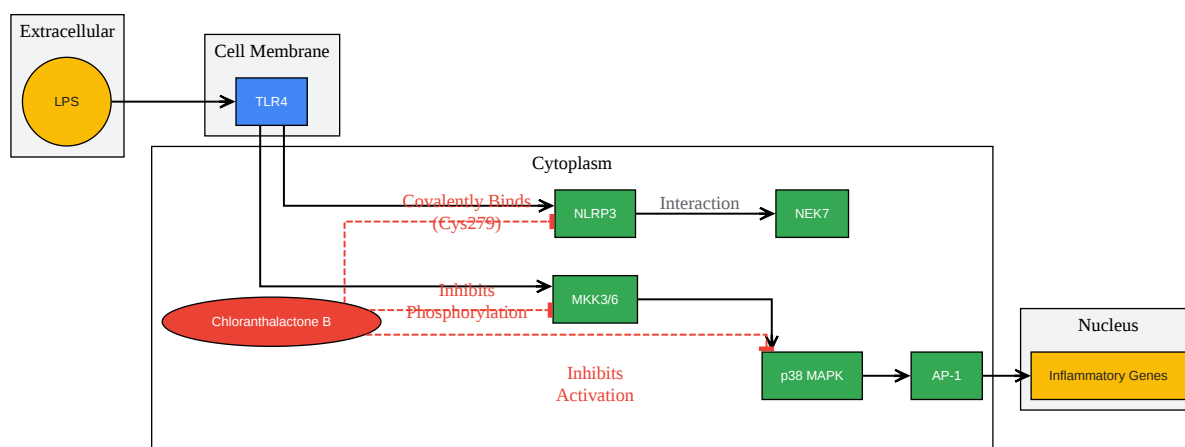 Extracellular
LPS
Cell Membrane
TLR4
Cytoplasm
Covalently Binds
(Cys279)
NLRP3
Interaction
NEK7
Inhibits
Phosphorylation
MKK3/6
Chloranthalactone B
Inhibits
Activation
p38 MAPK
AP-1
Nucleus
Inflammatory Genes